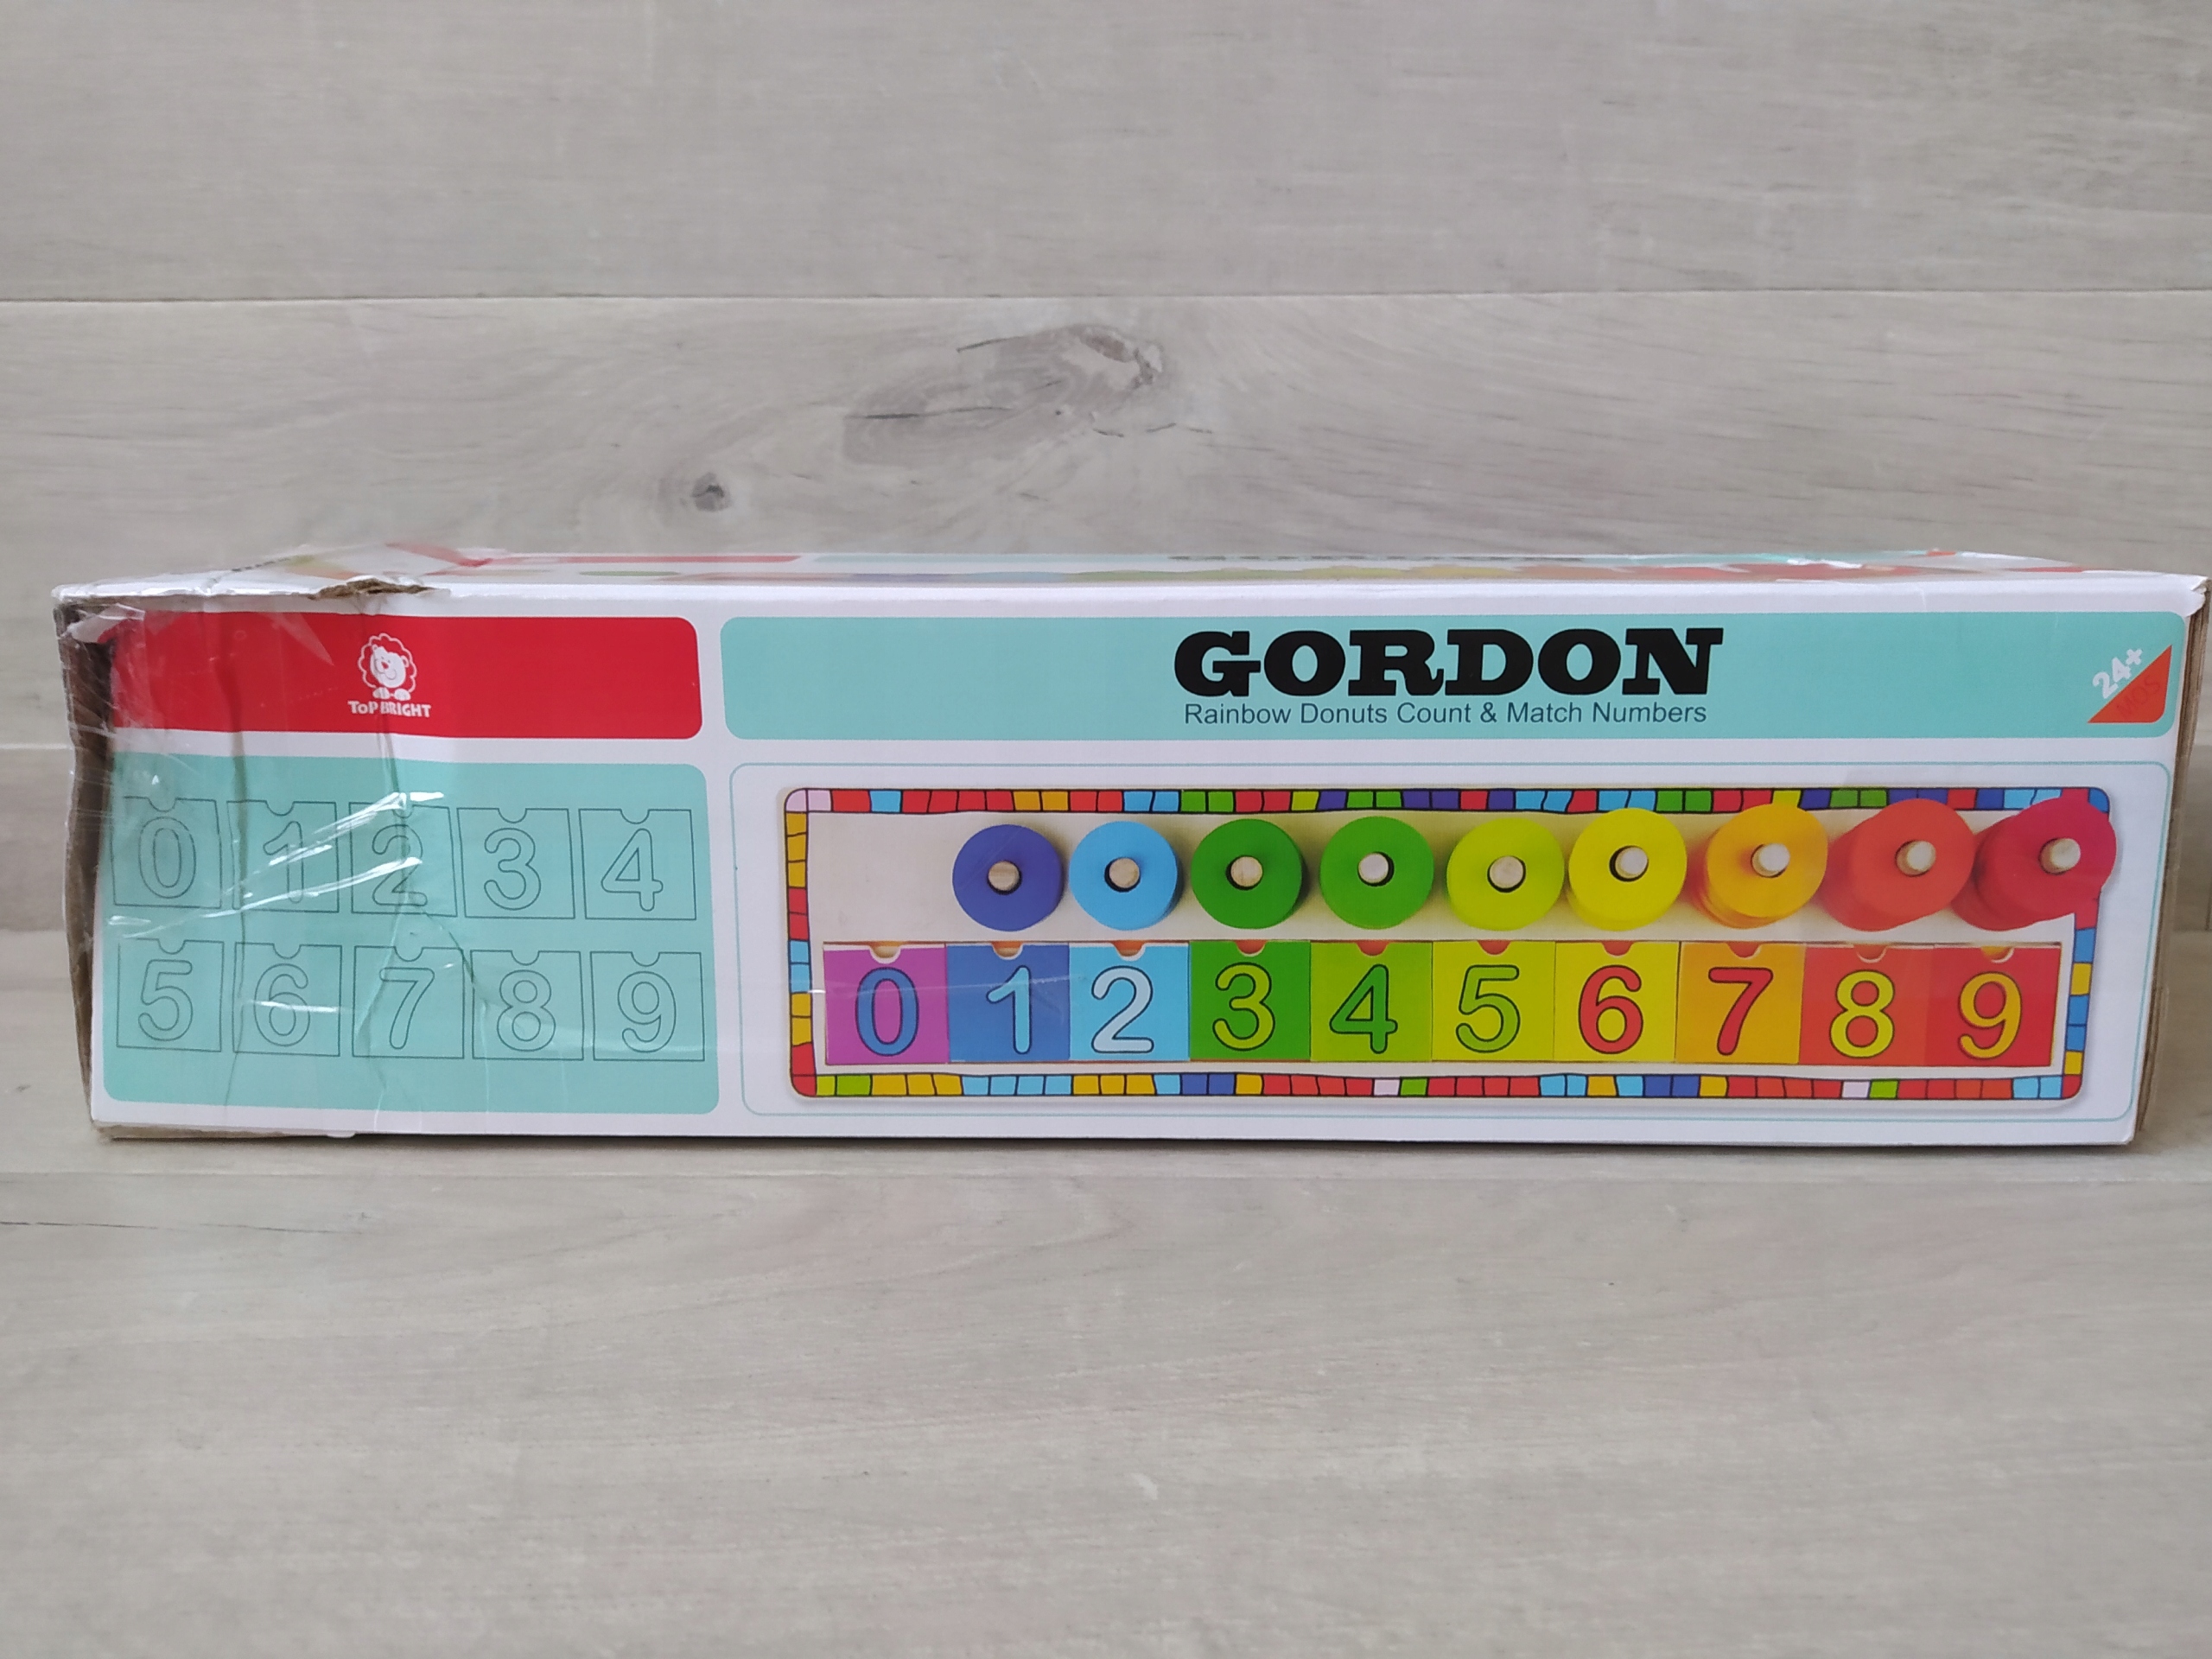 TOP BRIGHT
GORDON
Rainbow Donuts Count & Match Numbers
24+
MOS
0 1 2 3 4
5 6 7 8 9
0 1 2 3 4 5 6 7 8 9